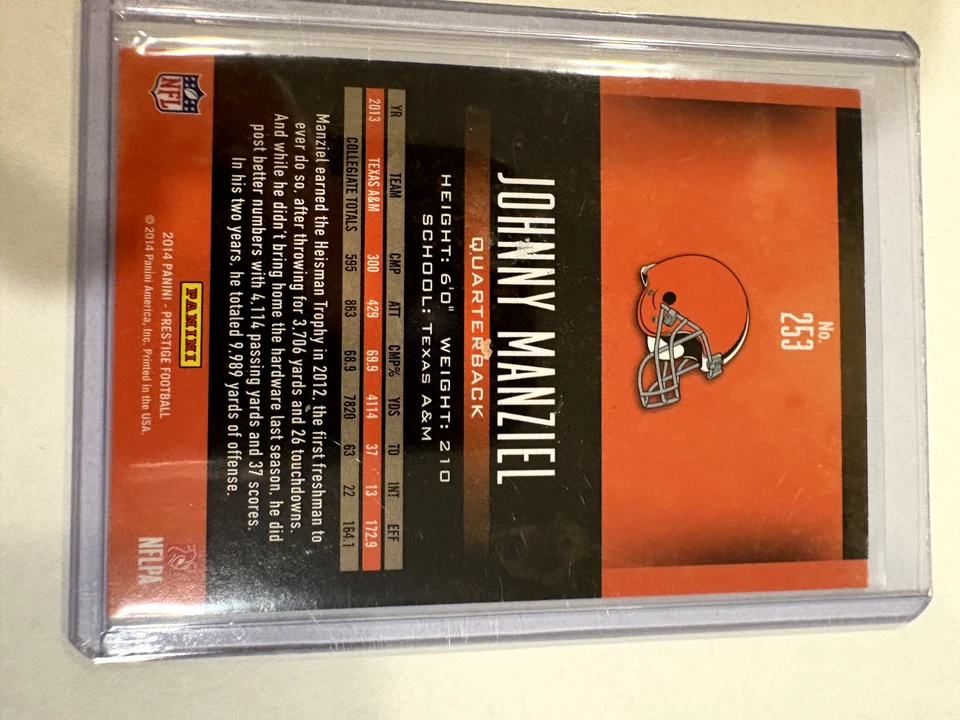 No.
253
JOHNNY MANZIEL
QUARTERBACK
HEIGHT: 6'0" WEIGHT: 210
SCHOOL: TEXAS A&M
YR TEAM CMP ATT CMP% YDS TD INT EFF
2013 TEXAS A&M 300 429 69.9 4114 37 13 172.9
COLLEGIATE TOTALS 595 863 68.9 7820 63 22 164.1
Manziel earned the Heisman Trophy in 2012, the first freshman to
ever do so, after throwing for 3,706 yards and 26 touchdowns.
And while he didn't bring home the hardware last season, he did
post better numbers with 4,114 passing yards and 37 scores.
In his two years, he totaled 9,989 yards of offense.
PANINI
2014 PANINI - PRESTIGE FOOTBALL
© 2014 Panini America, Inc. Printed in the USA.
NFL
NFLPA